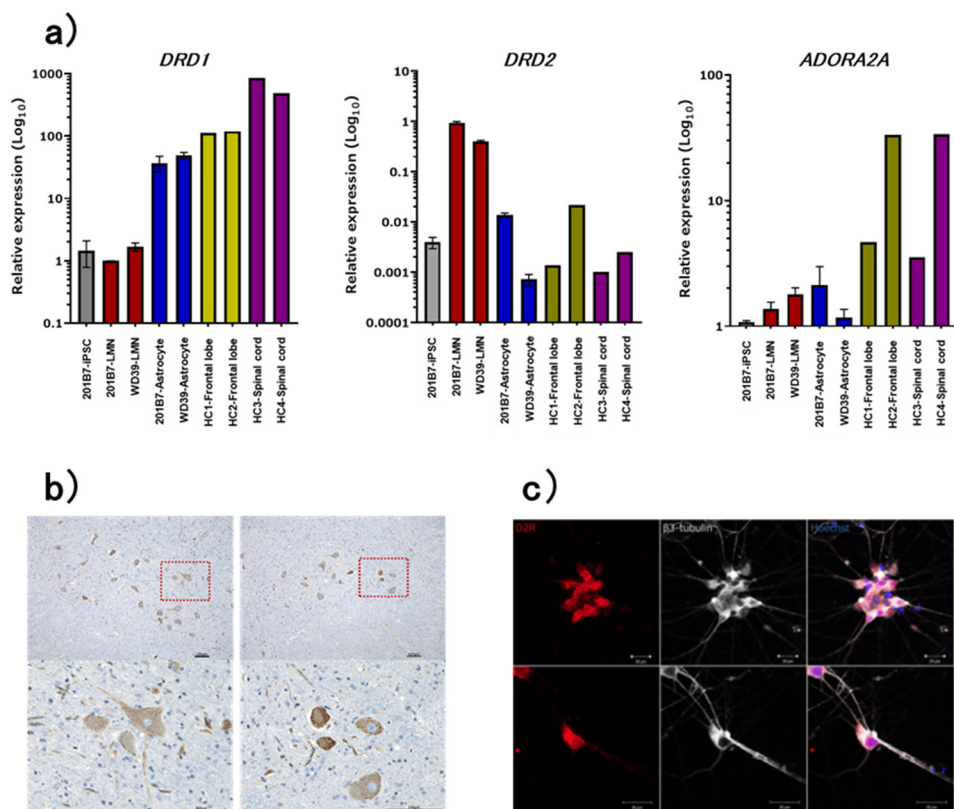 a)
DRD1
Relative expression (Log10)
1000
100
10
1
0.1
201B7-iPSC
201B7-LMN
WD39-LMN
201B7-Astrocyte
WD39-Astrocyte
HC1-Frontal lobe
HC2-Frontal lobe
HC3-Spinal cord
HC4-Spinal cord
DRD2
Relative expression (Log10)
10
1
0.1
0.01
0.001
0.0001
201B7-iPSC
201B7-LMN
WD39-LMN
201B7-Astrocyte
WD39-Astrocyte
HC1-Frontal lobe
HC2-Frontal lobe
HC3-Spinal cord
HC4-Spinal cord
ADORA2A
Relative expression (Log10)
100
10
1
201B7-iPSC
201B7-LMN
WD39-LMN
201B7-Astrocyte
WD39-Astrocyte
HC1-Frontal lobe
HC2-Frontal lobe
HC3-Spinal cord
HC4-Spinal cord
b)
c)
D2R
β3-tubulin
Hoechst